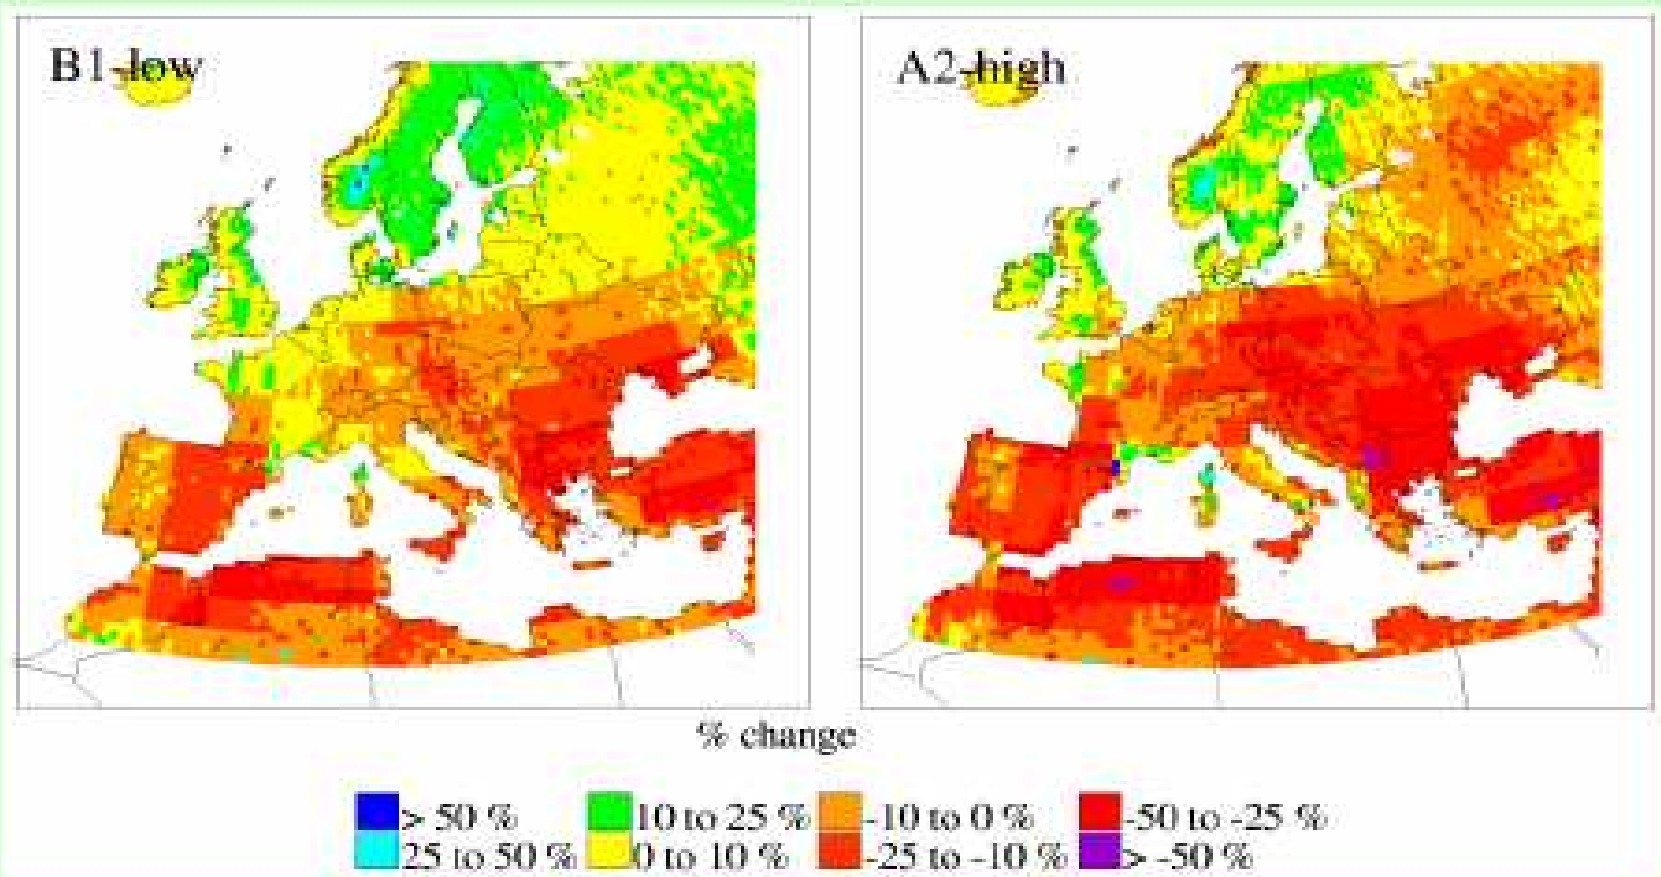 B1-low
A2-high
% change
> 50 %
10 to 25 %
-10 to 0 %
-50 to -25 %
25 to 50 %
0 to 10 %
-25 to -10 %
> -50 %